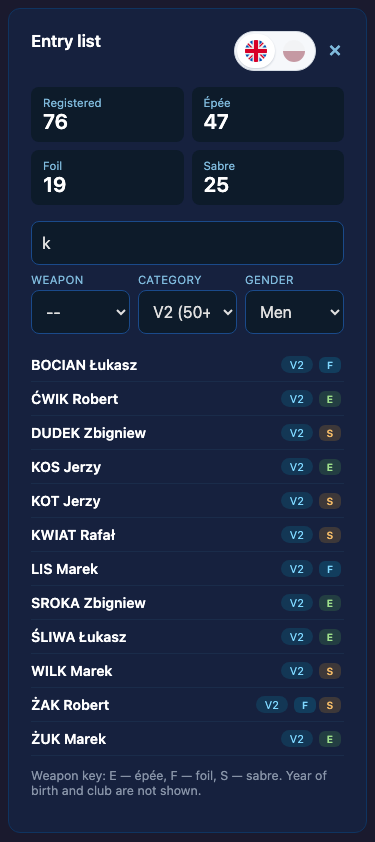 Entry list
×
Registered
76
Épée
47
Foil
19
Sabre
25
k
WEAPON CATEGORY GENDER
-- V2 (50+ Men
BOCIAN Łukasz V2 F
ĆWIK Robert V2 E
DUDEK Zbigniew V2 S
KOS Jerzy V2 E
KOT Jerzy V2 S
KWIAT Rafał V2 S
LIS Marek V2 F
SROKA Zbigniew V2 E
ŚLIWA Łukasz V2 E
WILK Marek V2 S
ŻAK Robert V2 F S
ŻUK Marek V2 E
Weapon key: E — épée, F — foil, S — sabre. Year of
birth and club are not shown.